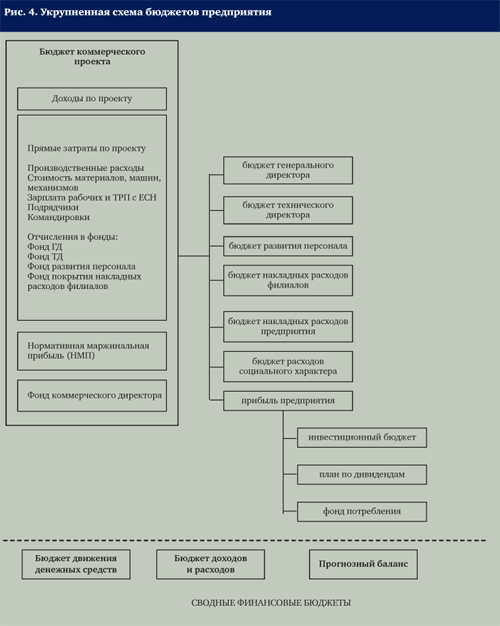 Рис. 4. Укрупненная схема бюджетов предприятия
Бюджет коммерческого
проекта
Доходы по проекту
Прямые затраты по проекту
Производственные расходы
Стоимость материалов, машин,
механизмов
Зарплата рабочих и ТРП с ЕСН
Подрядчики
Командировки
Отчисления в фонды:
Фонд ГД
Фонд ТД
Фонд развития персонала
Фонд покрытия накладных
расходов филиалов
Нормативная маржинальная
прибыль (НМП)
Фонд коммерческого директора
бюджет генерального
директора
бюджет технического
директора
бюджет развития персонала
бюджет накладных расходов
филиалов
бюджет накладных расходов
предприятия
бюджет расходов
социального характера
прибыль предприятия
инвестиционный бюджет
план по дивидендам
фонд потребления
Бюджет движения
денежных средств
Бюджет доходов
и расходов
Прогнозный баланс
СВОДНЫЕ ФИНАНСОВЫЕ БЮДЖЕТЫ